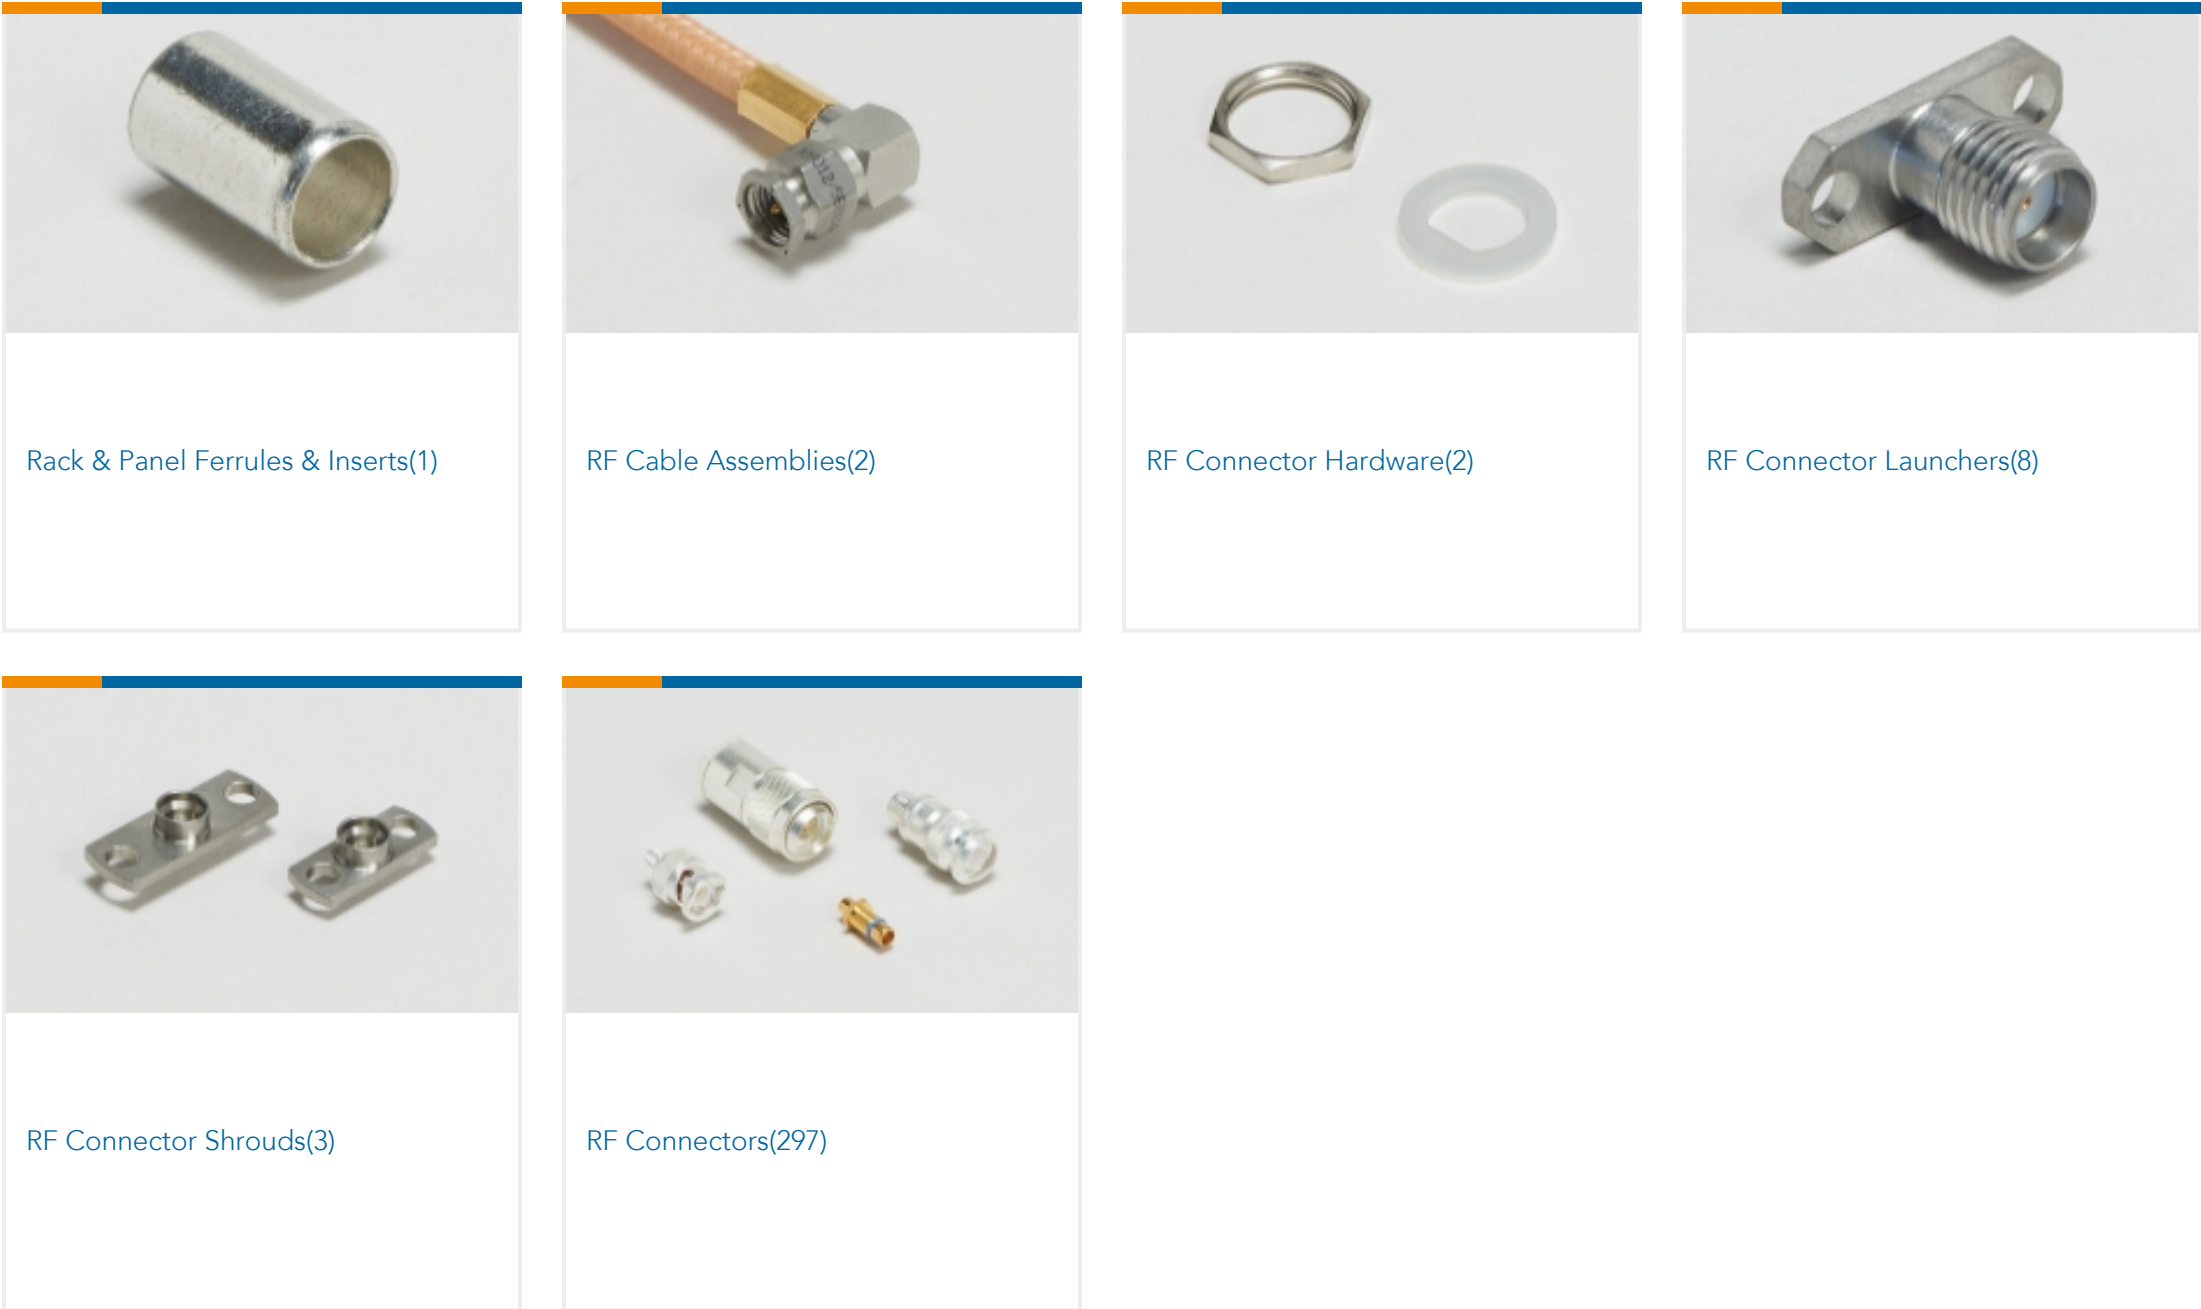 Rack & Panel Ferrules & Inserts(1)
RF Cable Assemblies(2)
RF Connector Hardware(2)
RF Connector Launchers(8)
RF Connector Shrouds(3)
RF Connectors(297)